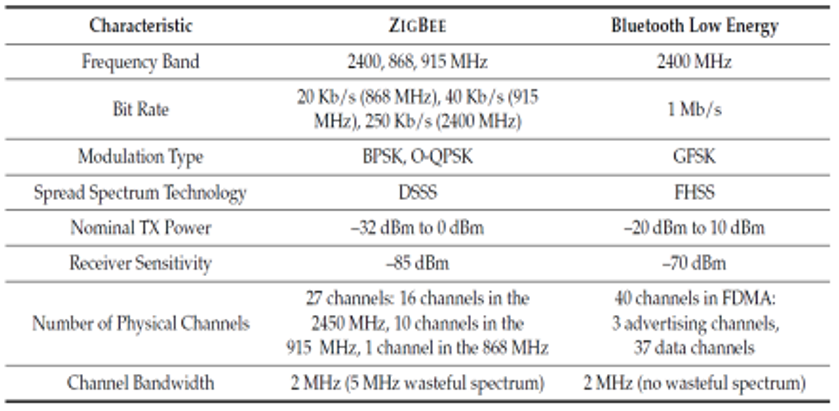 Characteristic ZIGBEE Bluetooth Low Energy
Frequency Band 2400, 868, 915 MHz 2400 MHz
Bit Rate 20 Kb/s (868 MHz), 40 Kb/s (915
MHz), 250 Kb/s (2400 MHz) 1 Mb/s
Modulation Type BPSK, O-QPSK GFSK
Spread Spectrum Technology DSSS FHSS
Nominal TX Power –32 dBm to 0 dBm –20 dBm to 10 dBm
Receiver Sensitivity –85 dBm –70 dBm
Number of Physical Channels 27 channels: 16 channels in the
2450 MHz, 10 channels in the
915 MHz, 1 channel in the 868 MHz
40 channels in FDMA:
3 advertising channels,
37 data channels
Channel Bandwidth 2 MHz (5 MHz wasteful spectrum) 2 MHz (no wasteful spectrum)